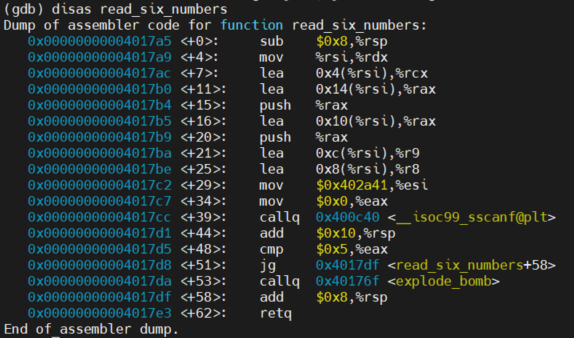 (gdb) disas read_six_numbers
Dump of assembler code for function read_six_numbers:
   0x00000000004017a5 <+0>:     sub    $0x8,%rsp
   0x00000000004017a9 <+4>:     mov    %rsi,%rdx
   0x00000000004017ac <+7>:     lea    0x4(%rsi),%rcx
   0x00000000004017b0 <+11>:    lea    0x14(%rsi),%rax
   0x00000000004017b4 <+15>:    push   %rax
   0x00000000004017b5 <+16>:    lea    0x10(%rsi),%rax
   0x00000000004017b9 <+20>:    push   %rax
   0x00000000004017ba <+21>:    lea    0xc(%rsi),%r9
   0x00000000004017be <+25>:    lea    0x8(%rsi),%r8
   0x00000000004017c2 <+29>:    mov    $0x402a41,%esi
   0x00000000004017c7 <+34>:    mov    $0x0,%eax
   0x00000000004017cc <+39>:    callq  0x400c40 <__isoc99_sscanf@plt>
   0x00000000004017d1 <+44>:    add    $0x10,%rsp
   0x00000000004017d5 <+48>:    cmp    $0x5,%eax
   0x00000000004017d8 <+51>:    jg     0x4017df <read_six_numbers+58>
   0x00000000004017da <+53>:    callq  0x40176f <explode_bomb>
   0x00000000004017df <+58>:    add    $0x8,%rsp
   0x00000000004017e3 <+62>:    retq
End of assembler dump.